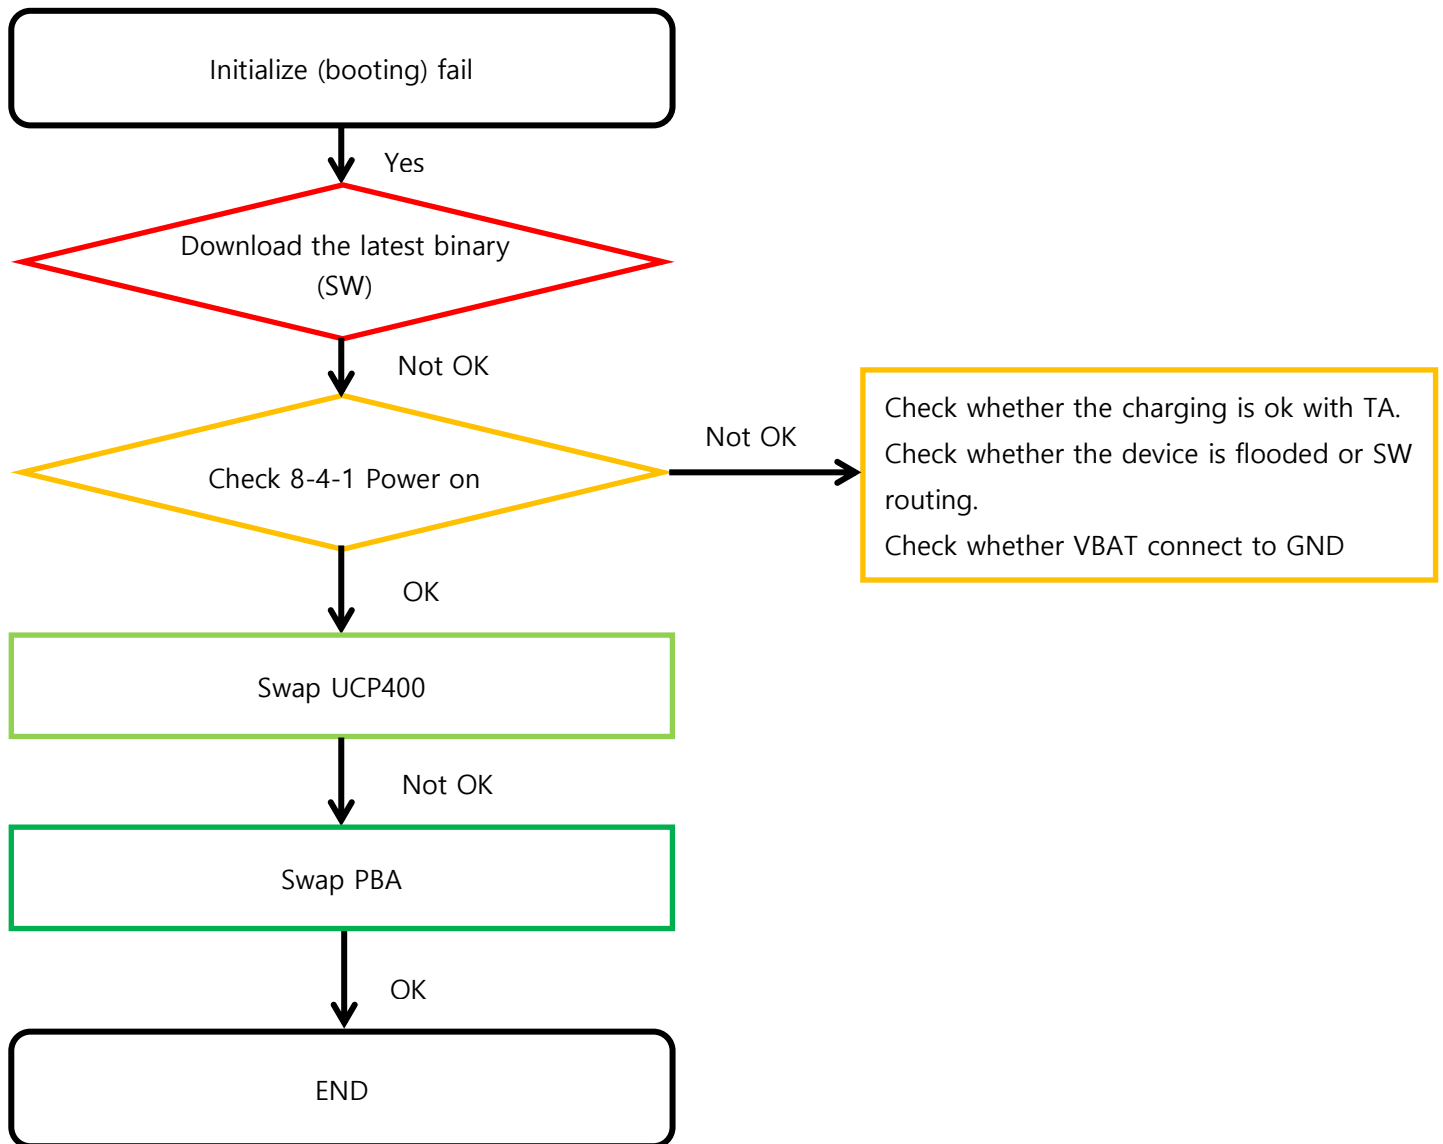 Initialize (booting) fail
Yes
Download the latest binary
(SW)
Not OK
Check 8-4-1 Power on
Not OK
Check whether the charging is ok with TA.
Check whether the device is flooded or SW
routing.
Check whether VBAT connect to GND
OK
Swap UCP400
Not OK
Swap PBA
OK
END